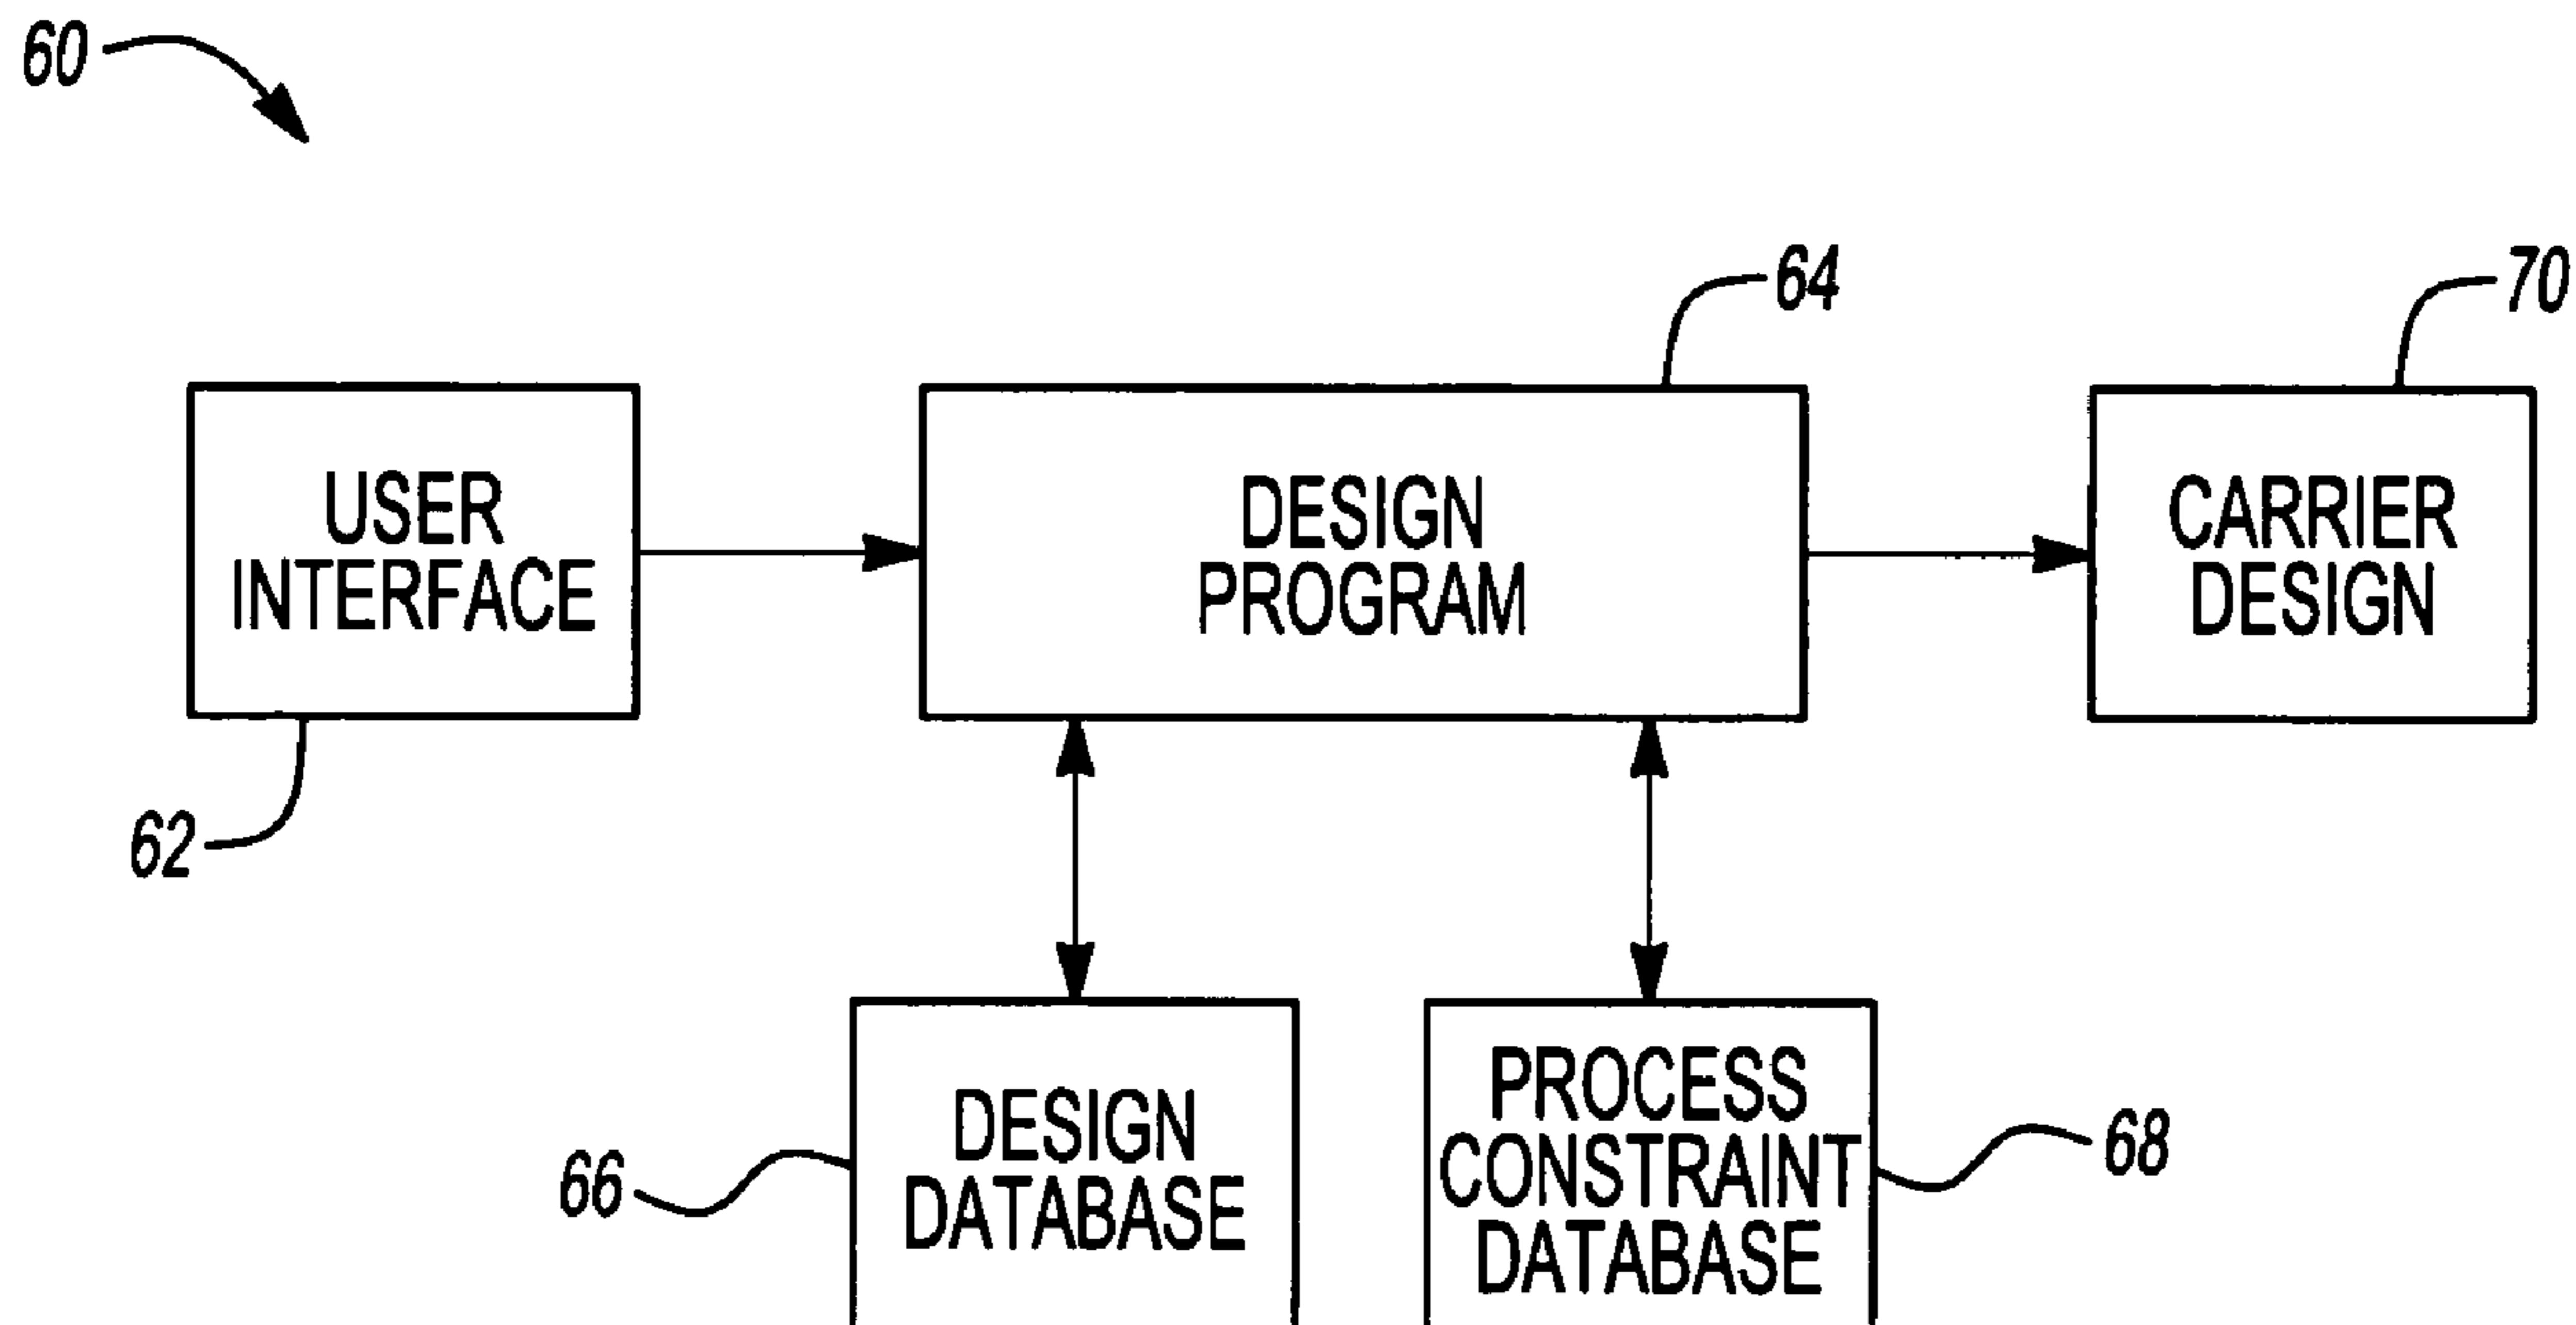 60
64
70
USER
INTERFACE
DESIGN
PROGRAM
CARRIER
DESIGN
62
66
DESIGN
DATABASE
PROCESS
CONSTRAINT
DATABASE
68